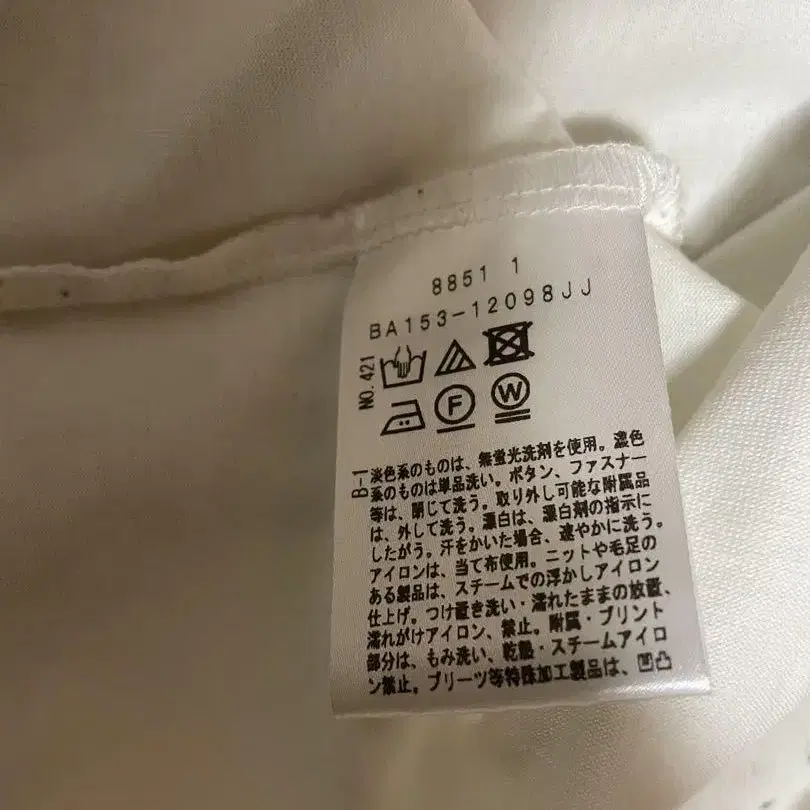 8851 1
BA153-12098JJ
NO.421
F
W
B-1
淡色系のものは、無蛍光洗剤を使用。濃色
系のものは単品洗い。ボタン、ファスナー
等は、閉じて洗う。取り外し可能な附属品
は、外して洗う。漂白は、漂白剤の指示に
したがう。汗をかいた場合、速やかに洗う。
アイロンは、当て布使用。ニットや毛足の
ある製品は、スチームでの浮かしアイロン
仕上げ。つけ置き洗い・濡れたままの放置、
濡れがけアイロン、禁止。附属・プリント
部分は、もみ洗い、乾熱・スチームアイロ
ン禁止。プリーツ等特殊加工製品は、凹凸